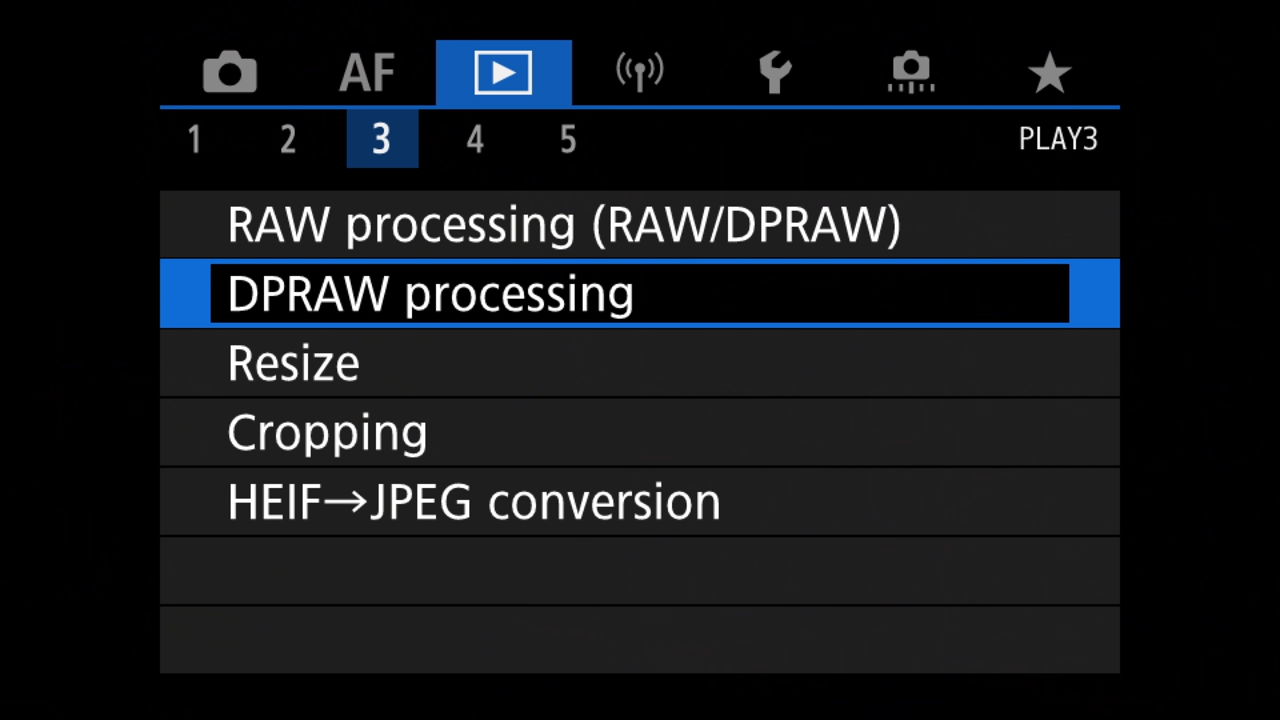 AF
1 2 3 4 5 PLAY3
RAW processing (RAW/DPRAW)
DPRAW processing
Resize
Cropping
HEIF→JPEG conversion